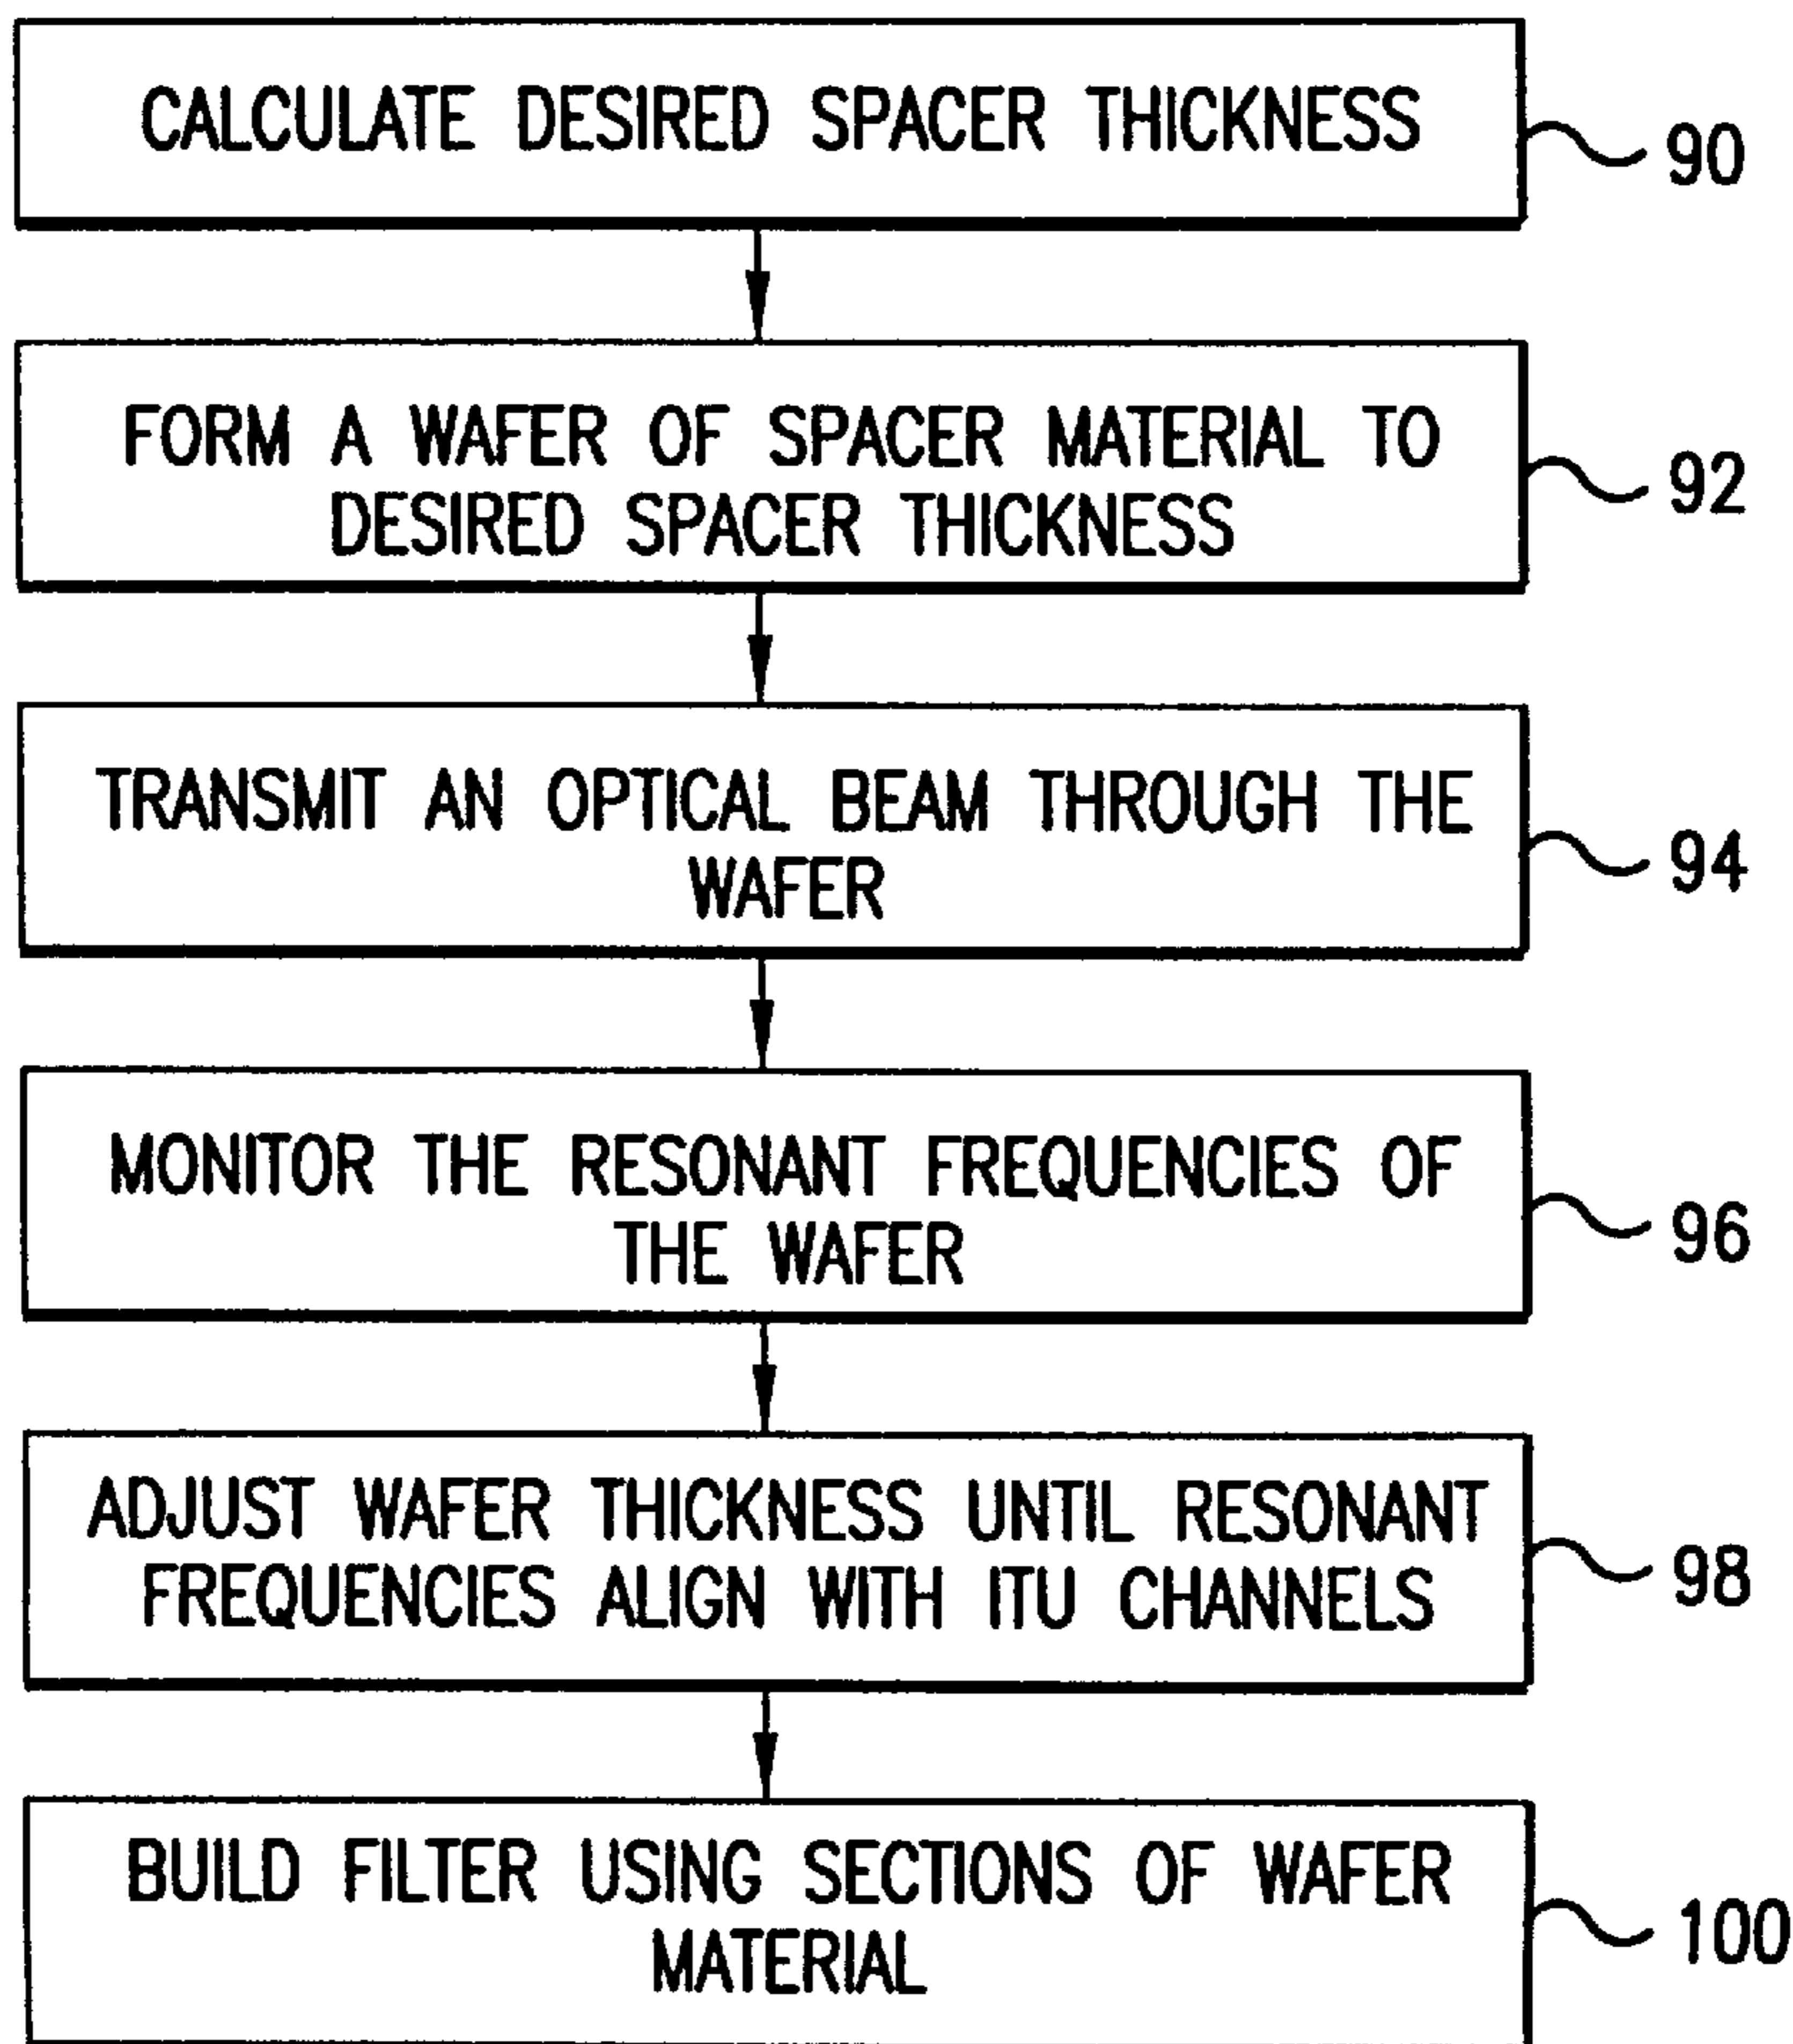 CALCULATE DESIRED SPACER THICKNESS
90
FORM A WAFER OF SPACER MATERIAL TO
DESIRED SPACER THICKNESS
92
TRANSMIT AN OPTICAL BEAM THROUGH THE
WAFER
94
MONITOR THE RESONANT FREQUENCIES OF
THE WAFER
96
ADJUST WAFER THICKNESS UNTIL RESONANT
FREQUENCIES ALIGN WITH ITU CHANNELS
98
BUILD FILTER USING SECTIONS OF WAFER
MATERIAL
100